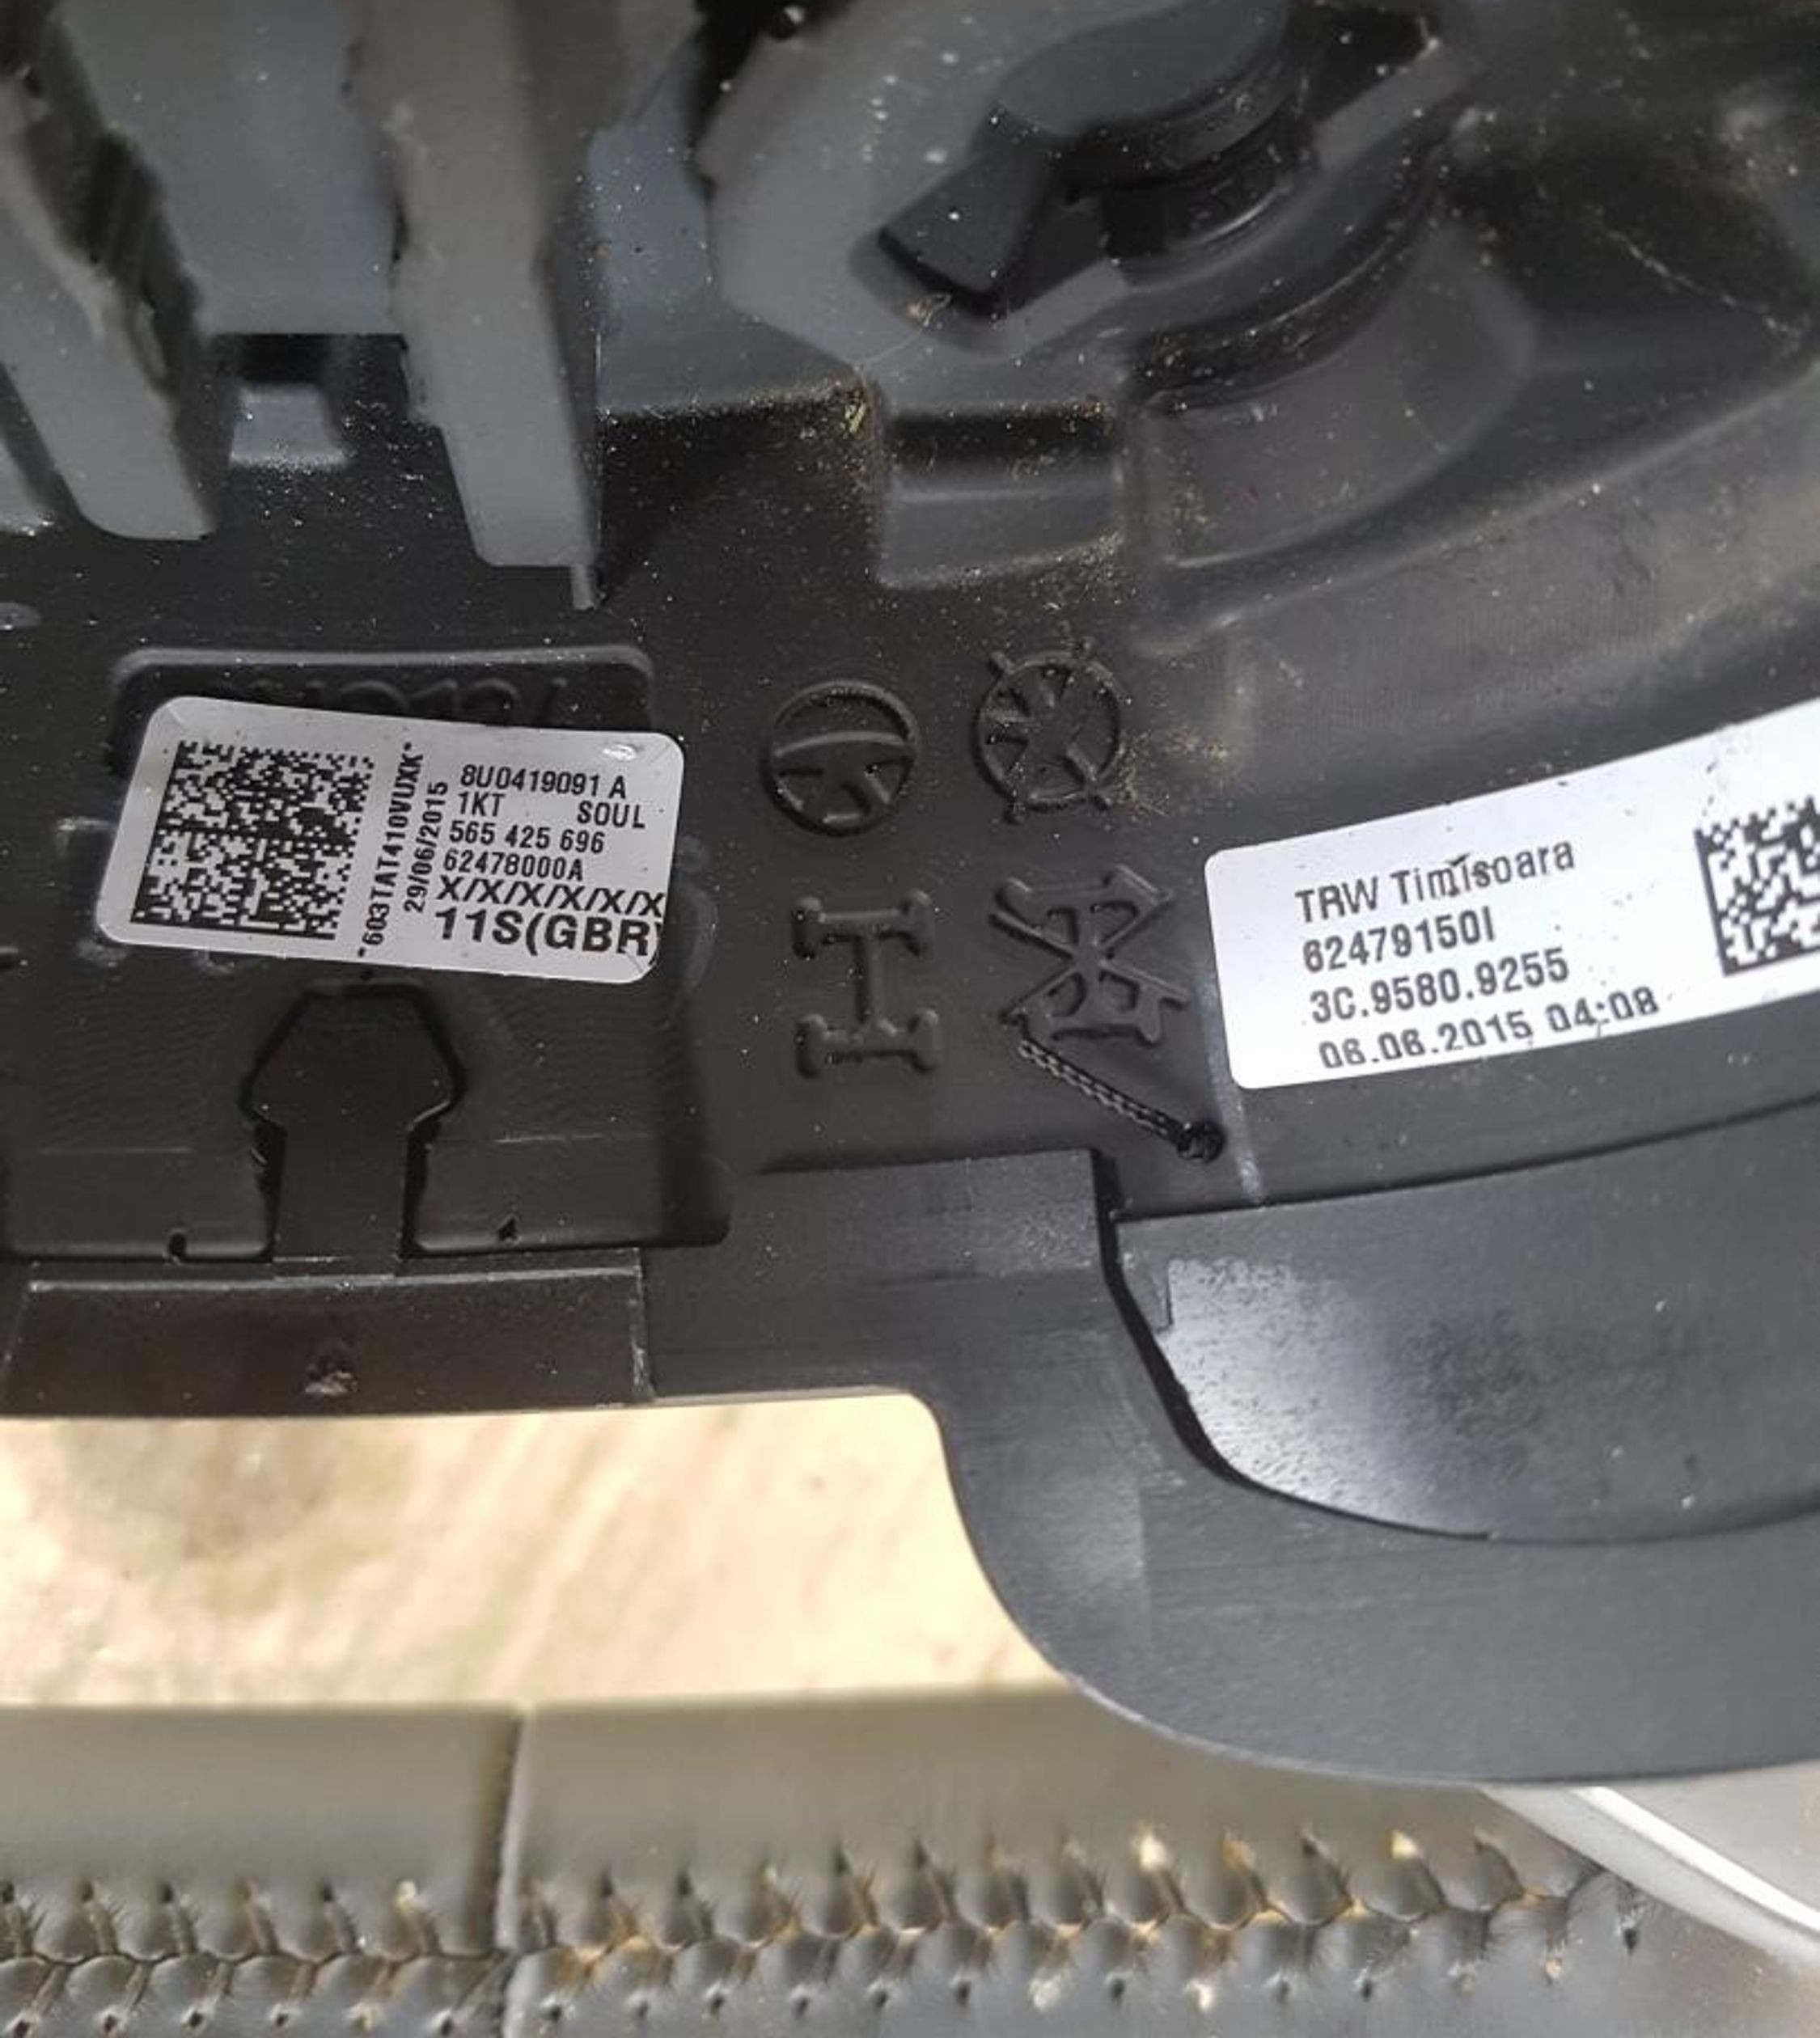 8U0419091 A
1KT SOUL
565 425 696
62478000A
X/X/X/X/X/X
11S(GBR)
29/06/2015
*603TAT410VUXK*
TRW Timisoara
62479150I
3C.9580.9255
06.06.2015 04:08